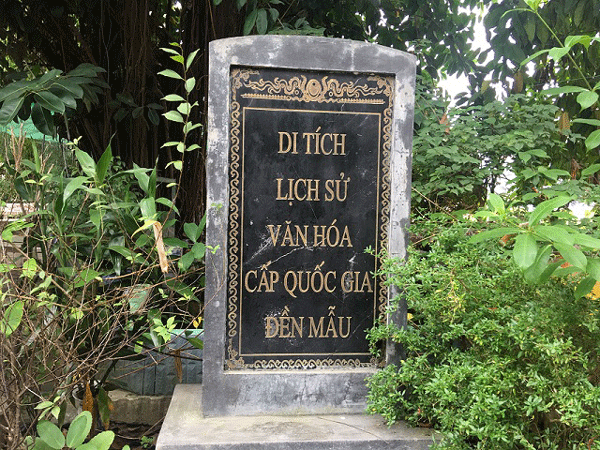 DI TÍCH
LỊCH SỬ
VĂN HÓA
CẤP QUỐC GIA
ĐỀN MẪU